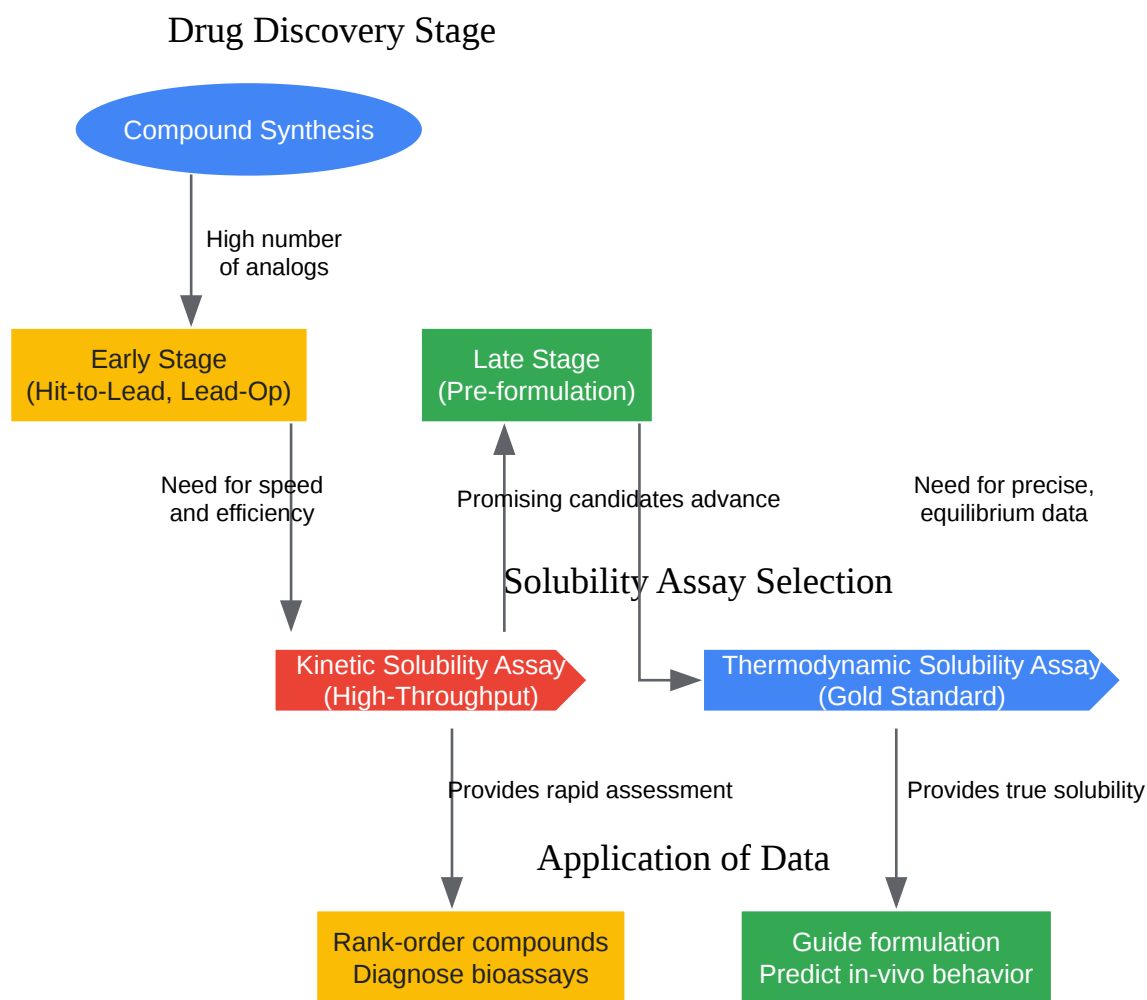 Drug Discovery Stage
Compound Synthesis
High number
of analogs
Early Stage
(Hit-to-Lead, Lead-Op)
Late Stage
(Pre-formulation)
Need for speed
and efficiency
Promising candidates advance
Need for precise,
equilibrium data
Solubility Assay Selection
Kinetic Solubility Assay
(High-Throughput)
Thermodynamic Solubility Assay
(Gold Standard)
Provides rapid assessment
Provides true solubility
Application of Data
Rank-order compounds
Diagnose bioassays
Guide formulation
Predict in-vivo behavior